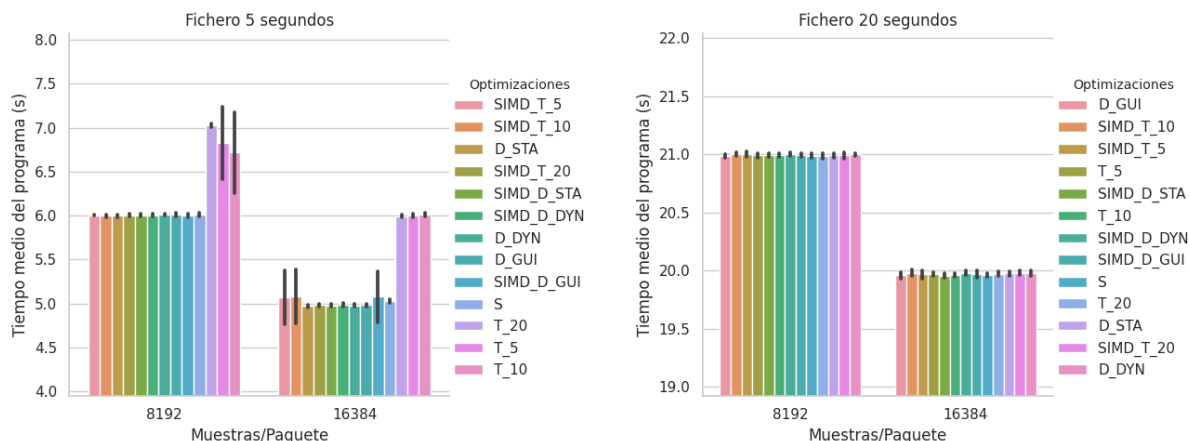 Fichero 5 segundos
Tiempo medio del programa (s)
8.0
7.5
7.0
6.5
6.0
5.5
5.0
4.5
4.0
8192
16384
Muestras/Paquete
Optimizaciones
SIMD_T_5
SIMD_T_10
D_STA
SIMD_T_20
SIMD_D_STA
SIMD_D_DYN
D_DYN
D_GUI
SIMD_D_GUI
S
T_20
T_5
T_10
Fichero 20 segundos
Tiempo medio del programa (s)
22.0
21.5
21.0
20.5
20.0
19.5
19.0
8192
16384
Muestras/Paquete
Optimizaciones
D_GUI
SIMD_T_10
SIMD_T_5
T_5
SIMD_D_STA
T_10
SIMD_D_DYN
SIMD_D_GUI
S
T_20
D_STA
SIMD_T_20
D_DYN